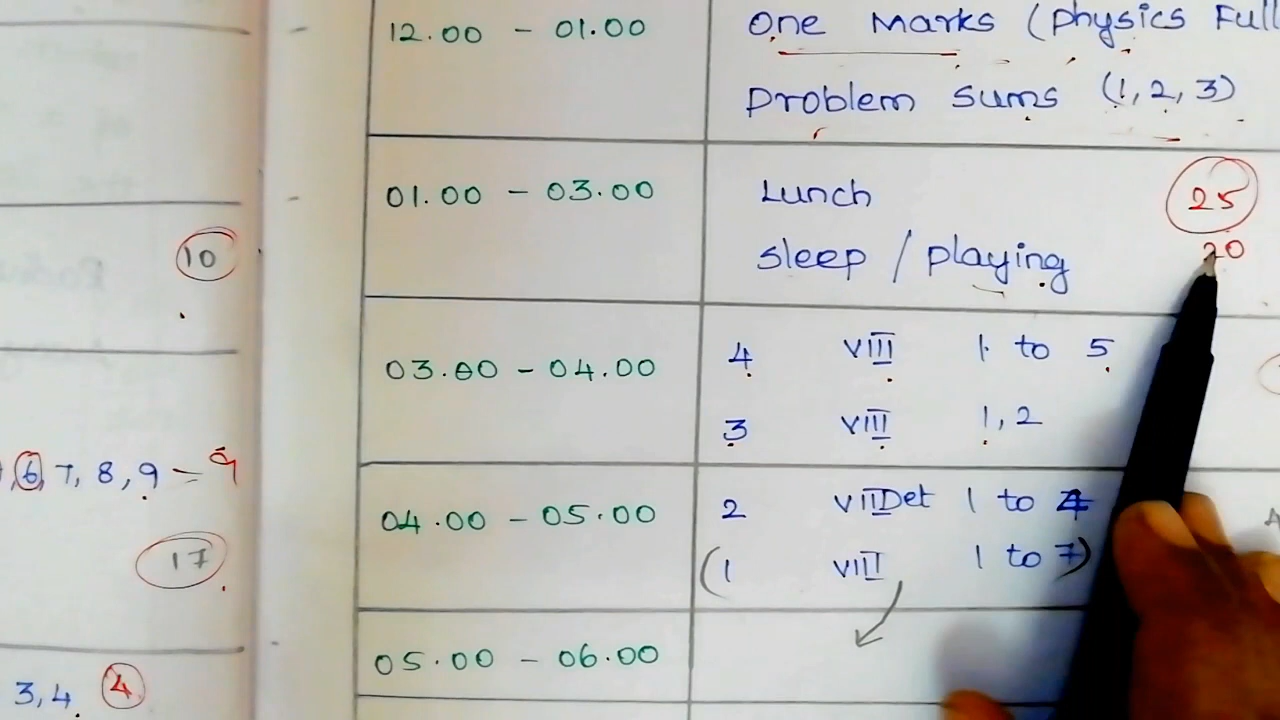 10
6, 7, 8, 9 = 9
17
3,4 4
12.00 - 01.00 One Marks (Physics Full
Problem sums (1, 2, 3)
01.00 - 03.00 Lunch 25
sleep / playing 20
03.00 - 04.00 4 VIII 1 to 5
3 VIII 1, 2
04.00 - 05.00 2 VIII Det 1 to 4
(1 VIII 1 to 7)
05.00 - 06.00